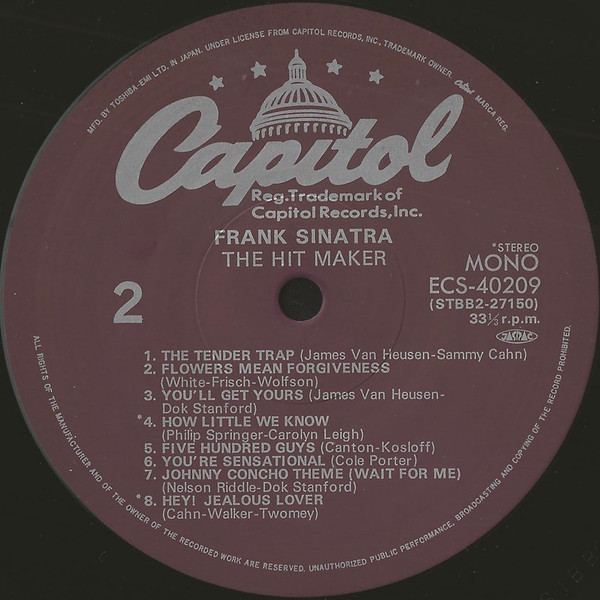 MFD. BY TOSHIBA-EMI LTD. IN JAPAN. UNDER LICENSE FROM CAPITOL RECORDS, INC., TRADEMARK OWNER. Capitol MARCA REG.
Capitol
Reg.Trademark of
Capitol Records,Inc.
FRANK SINATRA
THE HIT MAKER
*STEREO
MONO
ECS-40209
(STBB2-27150)
33⅓ r.p.m.
JASRAC
2
1. THE TENDER TRAP (James Van Heusen-Sammy Cahn)
2. FLOWERS MEAN FORGIVENESS
(White-Frisch-Wolfson)
3. YOU'LL GET YOURS (James Van Heusen-
Dok Stanford)
*4. HOW LITTLE WE KNOW
(Philip Springer-Carolyn Leigh)
5. FIVE HUNDRED GUYS (Canton-Kosloff)
6. YOU'RE SENSATIONAL (Cole Porter)
7. JOHNNY CONCHO THEME (WAIT FOR ME)
(Nelson Riddle-Dok Stanford)
*8. HEY! JEALOUS LOVER
(Cahn-Walker-Twomey)
ALL RIGHTS OF THE MANUFACTURER AND OF THE OWNER OF THE RECORDED WORK ARE RESERVED. UNAUTHORIZED PUBLIC PERFORMANCE, BROADCASTING AND COPYING OF THE RECORD PROHIBITED.